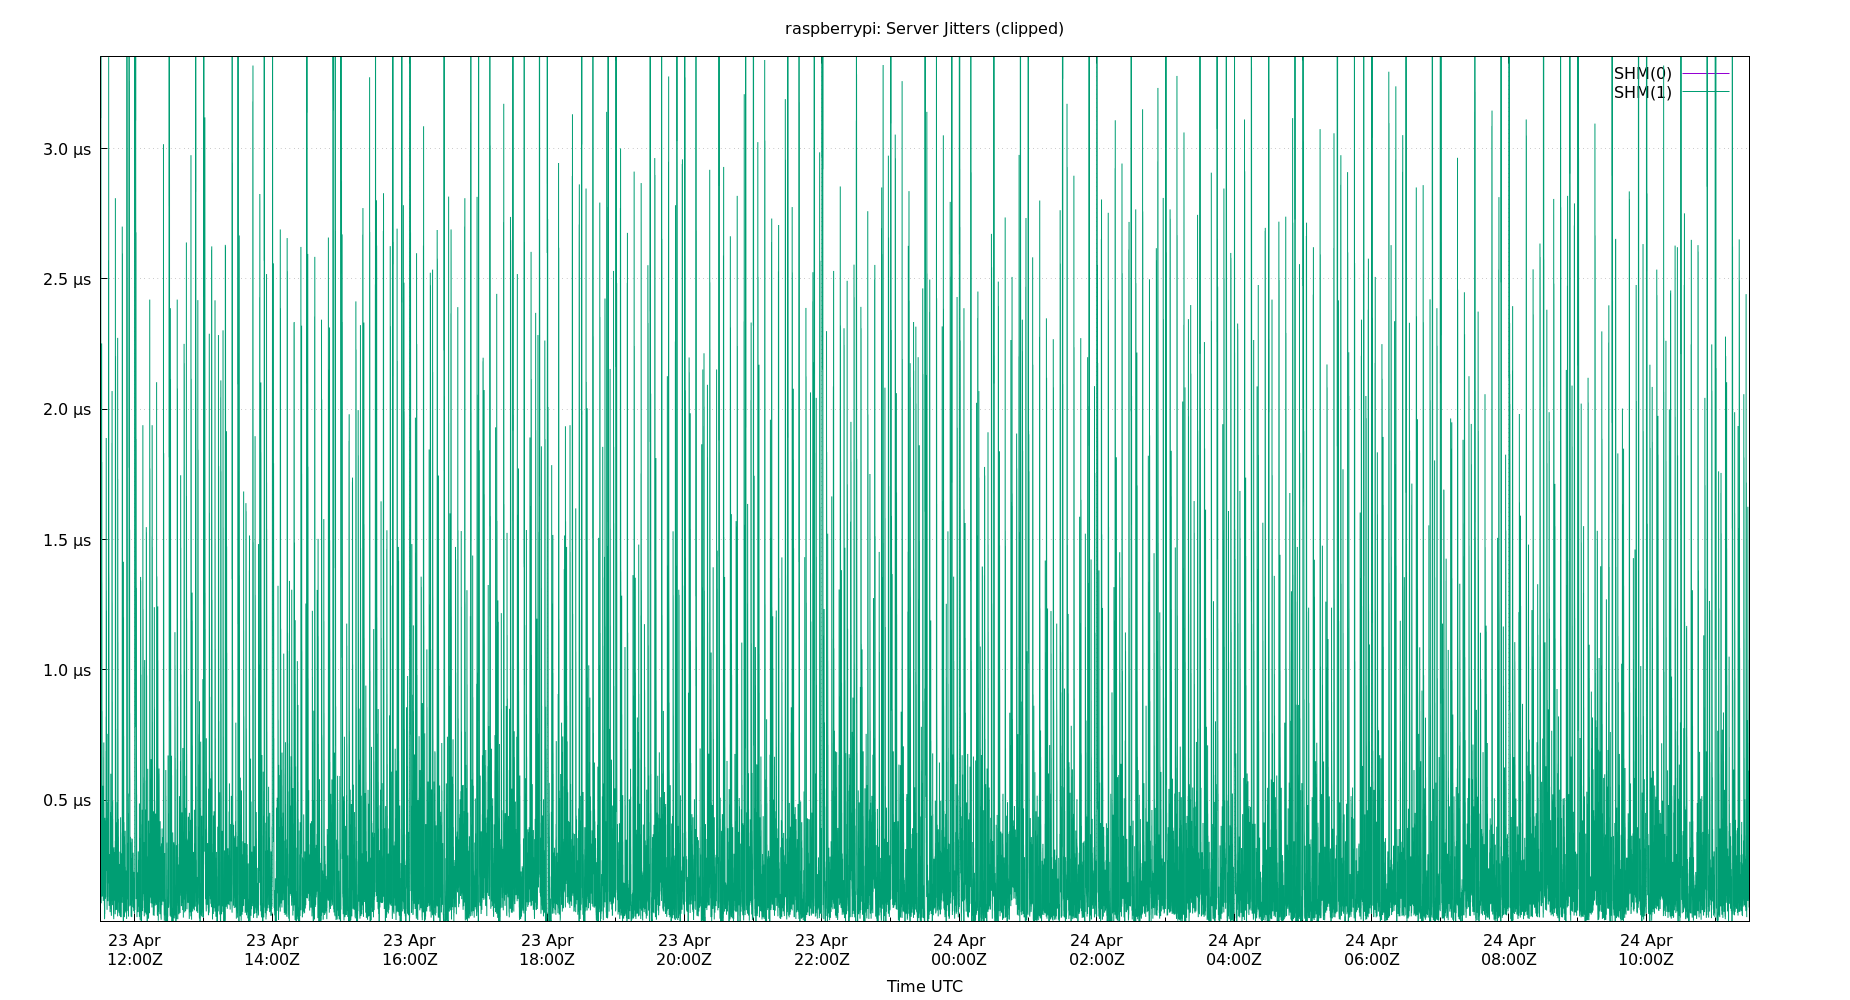 raspberrypi: Server Jitters (clipped)
SHM(0)
SHM(1)
3.0 µs
2.5 µs
2.0 µs
1.5 µs
1.0 µs
0.5 µs
23 Apr 23 Apr 23 Apr 23 Apr 23 Apr 23 Apr 24 Apr 24 Apr 24 Apr 24 Apr 24 Apr 24 Apr
12:00Z 14:00Z 16:00Z 18:00Z 20:00Z 22:00Z 00:00Z 02:00Z 04:00Z 06:00Z 08:00Z 10:00Z
Time UTC